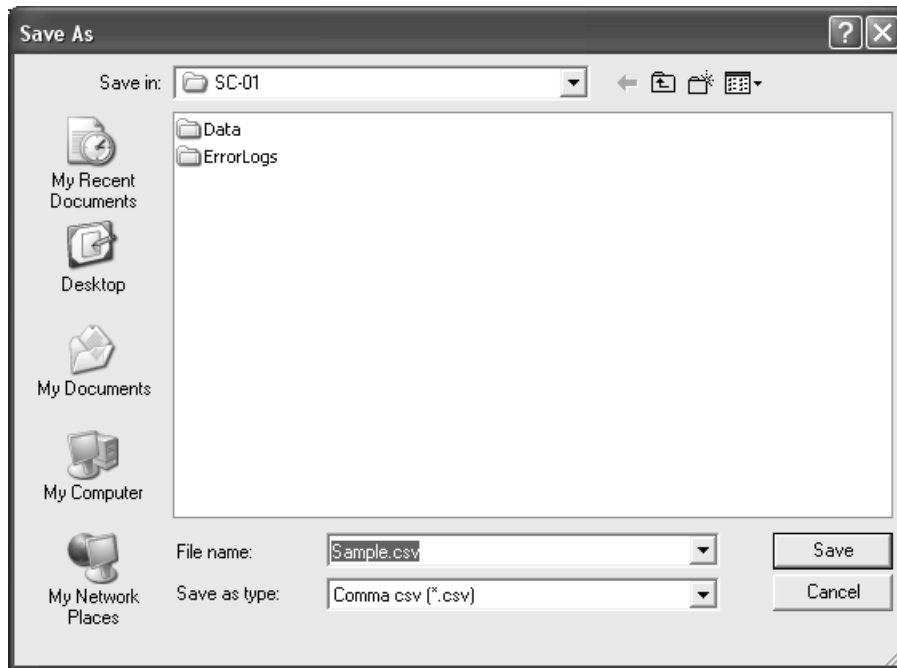 Save As
Save in: SC-01
Data
ErrorLogs
My Recent
Documents
Desktop
My Documents
My Computer
My Network
Places
File name: Sample.csv Save
Save as type: Comma csv (*.csv) Cancel